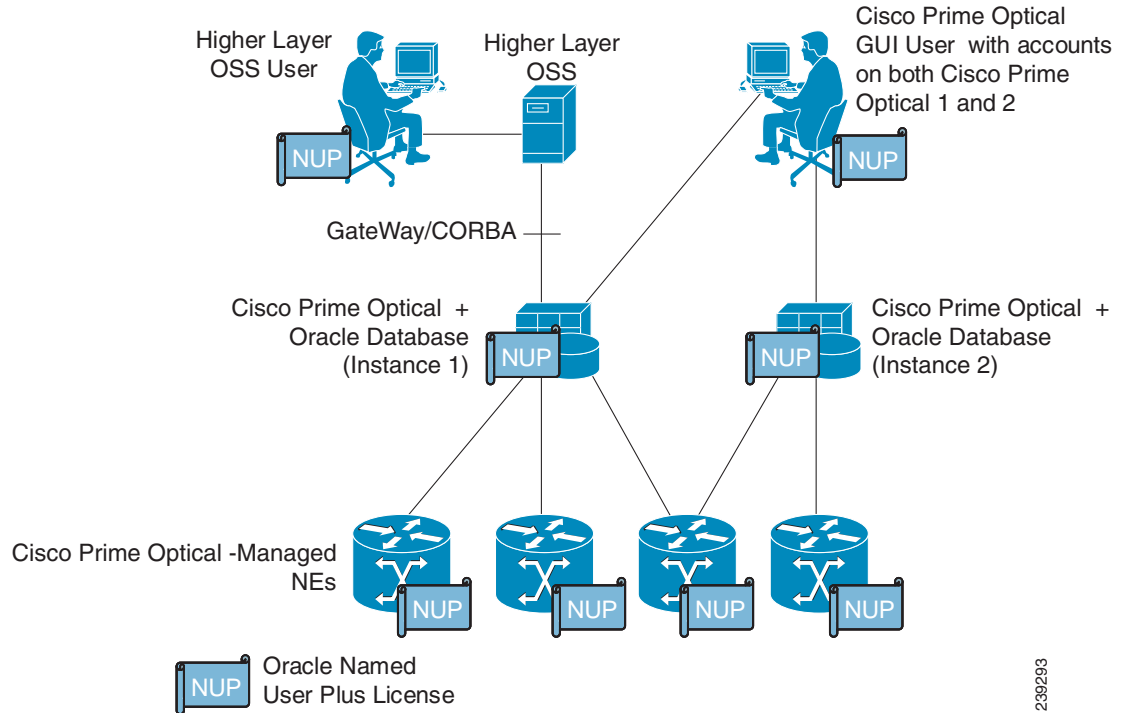 Higher Layer
OSS User
Higher Layer
OSS
Cisco Prime Optical
GUI User with accounts
on both Cisco Prime
Optical 1 and 2
NUP
NUP
GateWay/CORBA
Cisco Prime Optical +
Oracle Database
(Instance 1)
NUP
NUP
Cisco Prime Optical +
Oracle Database
(Instance 2)
Cisco Prime Optical -Managed
NEs
NUP
NUP
NUP
NUP
NUP
Oracle Named
User Plus License
239293